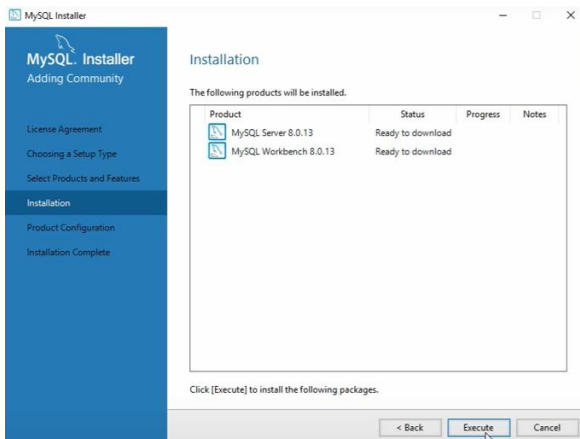 MySQL Installer
MySQL. Installer
Adding Community
License Agreement
Choosing a Setup Type
Select Products and Features
Installation
Product Configuration
Installation Complete
Installation
The following products will be installed.
Product Status Progress Notes
MySQL Server 8.0.13 Ready to download
MySQL Workbench 8.0.13 Ready to download
Click [Execute] to install the following packages.
< Back Execute Cancel